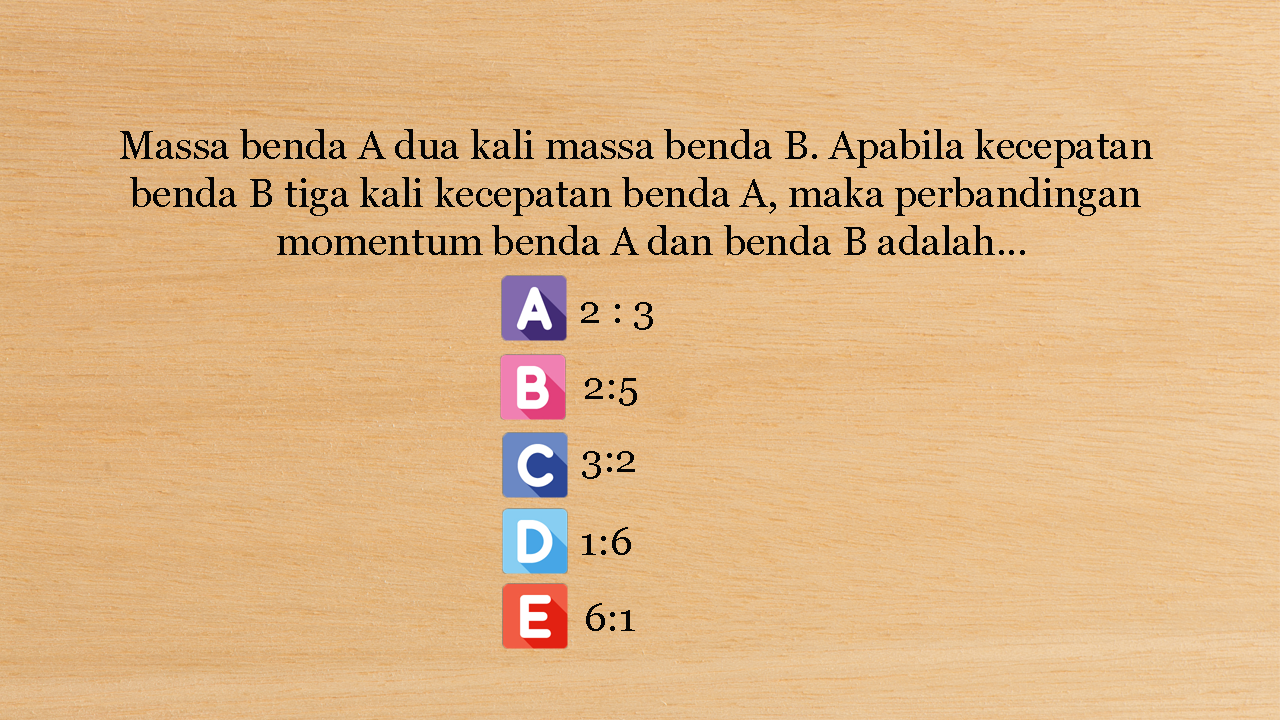 Massa benda A dua kali massa benda B. Apabila kecepatan
benda B tiga kali kecepatan benda A, maka perbandingan
momentum benda A dan benda B adalah...
A 2 : 3
B 2:5
C 3:2
D 1:6
E 6:1